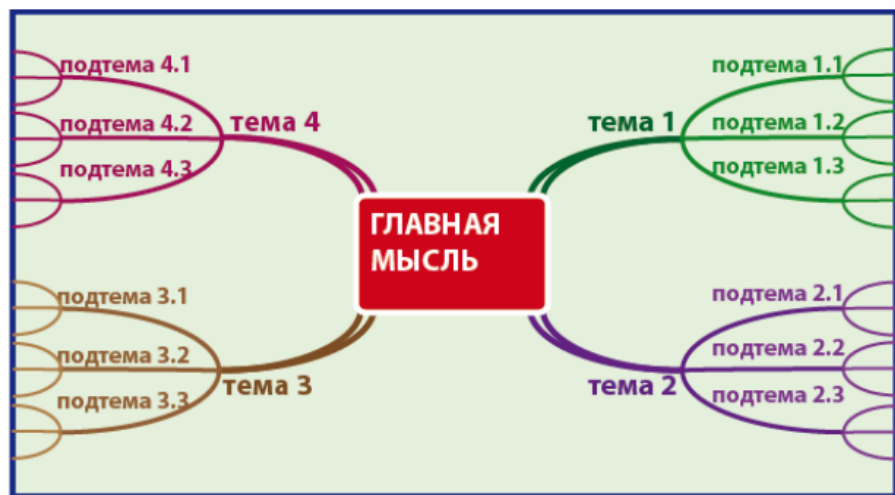 ГЛАВНАЯ
МЫСЛЬ
тема 1
подтема 1.1
подтема 1.2
подтема 1.3
тема 2
подтема 2.1
подтема 2.2
подтема 2.3
тема 3
подтема 3.1
подтема 3.2
подтема 3.3
тема 4
подтема 4.1
подтема 4.2
подтема 4.3